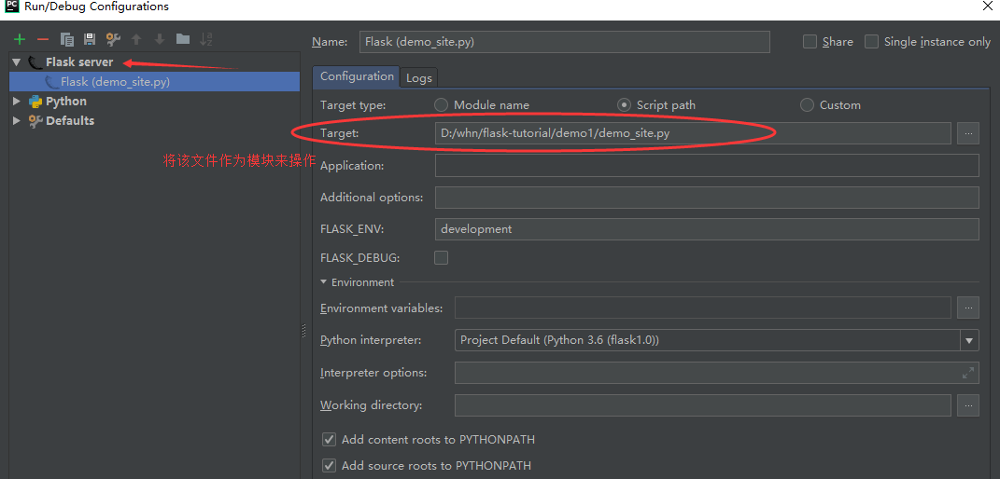 PC Run/Debug Configurations
Name: Flask (demo_site.py) Share Single instance only
Flask server
Flask (demo_site.py)
Python
Defaults
Configuration Logs
Target type: Module name Script path Custom
Target: D:/whn/flask-tutorial/demo1/demo_site.py ...
将该文件作为模块来操作
Application:
Additional options:
FLASK_ENV: development
FLASK_DEBUG:
Environment
Environment variables: ...
Python interpreter: Project Default (Python 3.6 (flask1.0))
Interpreter options:
Working directory: ...
Add content roots to PYTHONPATH
Add source roots to PYTHONPATH